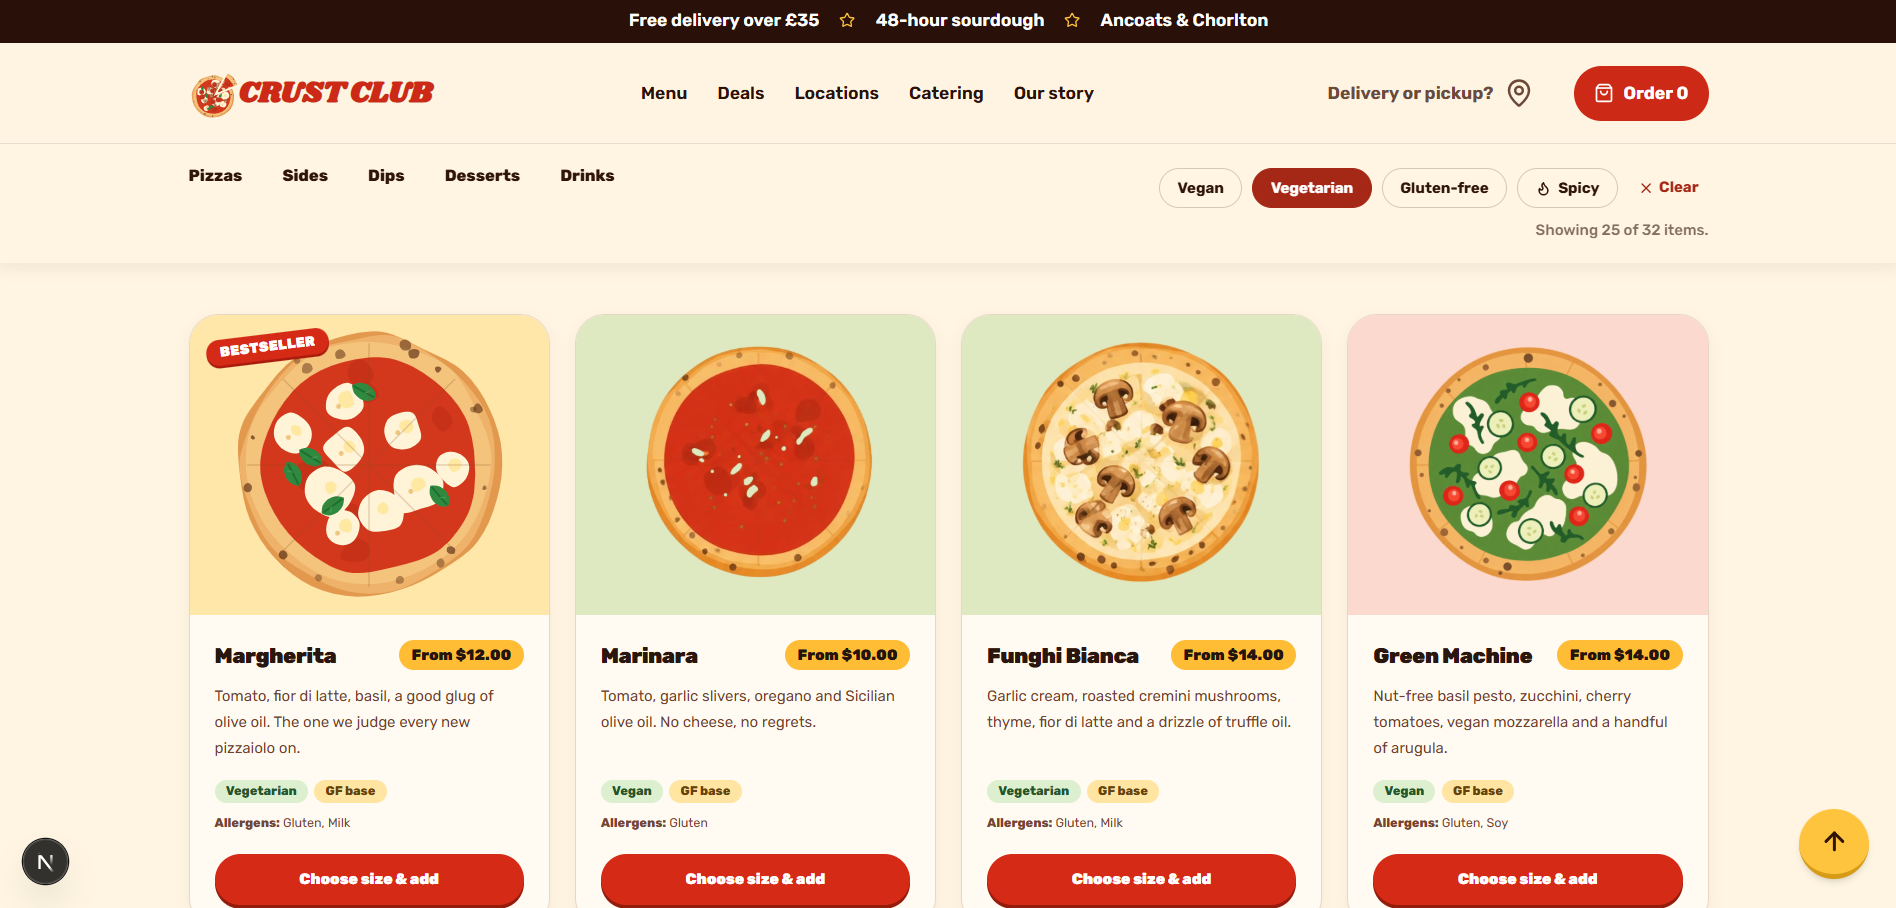 Free delivery over £35 48-hour sourdough Ancoats & Chorlton
CRUST CLUB
Menu Deals Locations Catering Our story
Delivery or pickup?
Order 0
Pizzas Sides Dips Desserts Drinks
Vegan Vegetarian Gluten-free Spicy Clear
Showing 25 of 32 items.
BESTSELLER
Margherita From $12.00
Tomato, fior di latte, basil, a good glug of
olive oil. The one we judge every new
pizzaiolo on.
Vegetarian GF base
Allergens: Gluten, Milk
Choose size & add
Marinara From $10.00
Tomato, garlic slivers, oregano and Sicilian
olive oil. No cheese, no regrets.
Vegan GF base
Allergens: Gluten
Choose size & add
Funghi Bianca From $14.00
Garlic cream, roasted cremini mushrooms,
thyme, fior di latte and a drizzle of truffle oil.
Vegetarian GF base
Allergens: Gluten, Milk
Choose size & add
Green Machine From $14.00
Nut-free basil pesto, zucchini, cherry
tomatoes, vegan mozzarella and a handful
of arugula.
Vegan GF base
Allergens: Gluten, Soy
Choose size & add
N